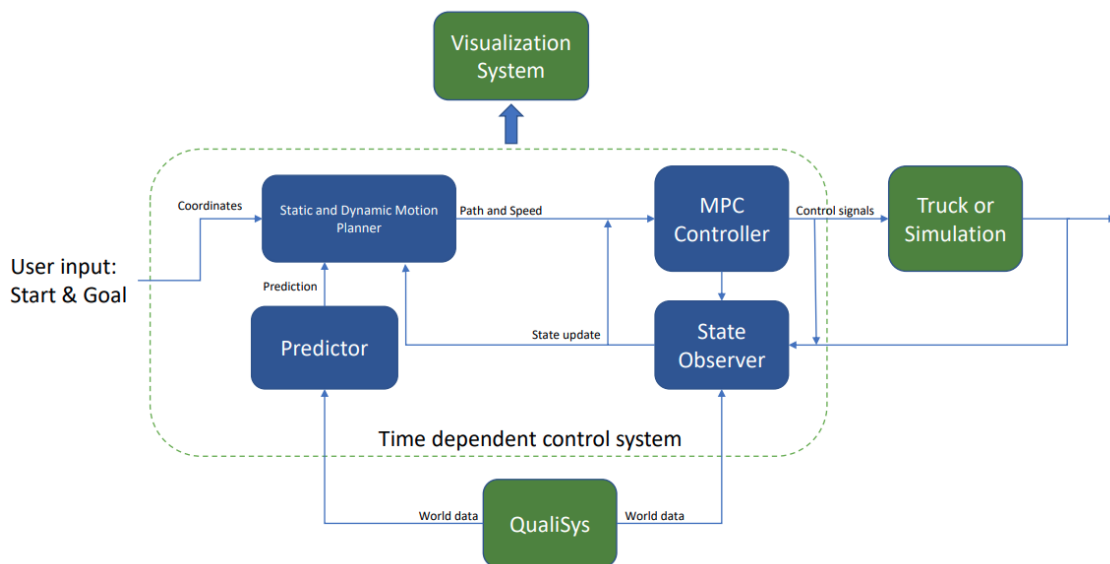 Visualization
System
Coordinates
Static and Dynamic Motion
Planner
Path and Speed
MPC
Controller
Control signals
Truck or
Simulation
User input:
Start & Goal
Prediction
Predictor
State update
State
Observer
Time dependent control system
World data
QualiSys
World data